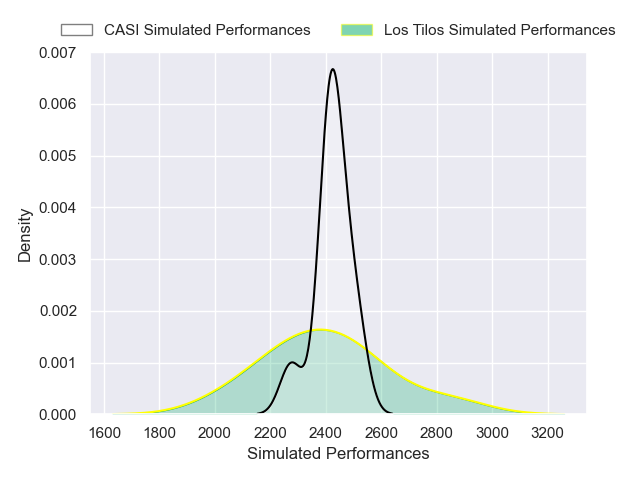 CASI Simulated Performances
Los Tilos Simulated Performances
0.007
0.006
0.005
0.004
0.003
0.002
0.001
0.000
Density
1600 1800 2000 2200 2400 2600 2800 3000 3200
Simulated Performances